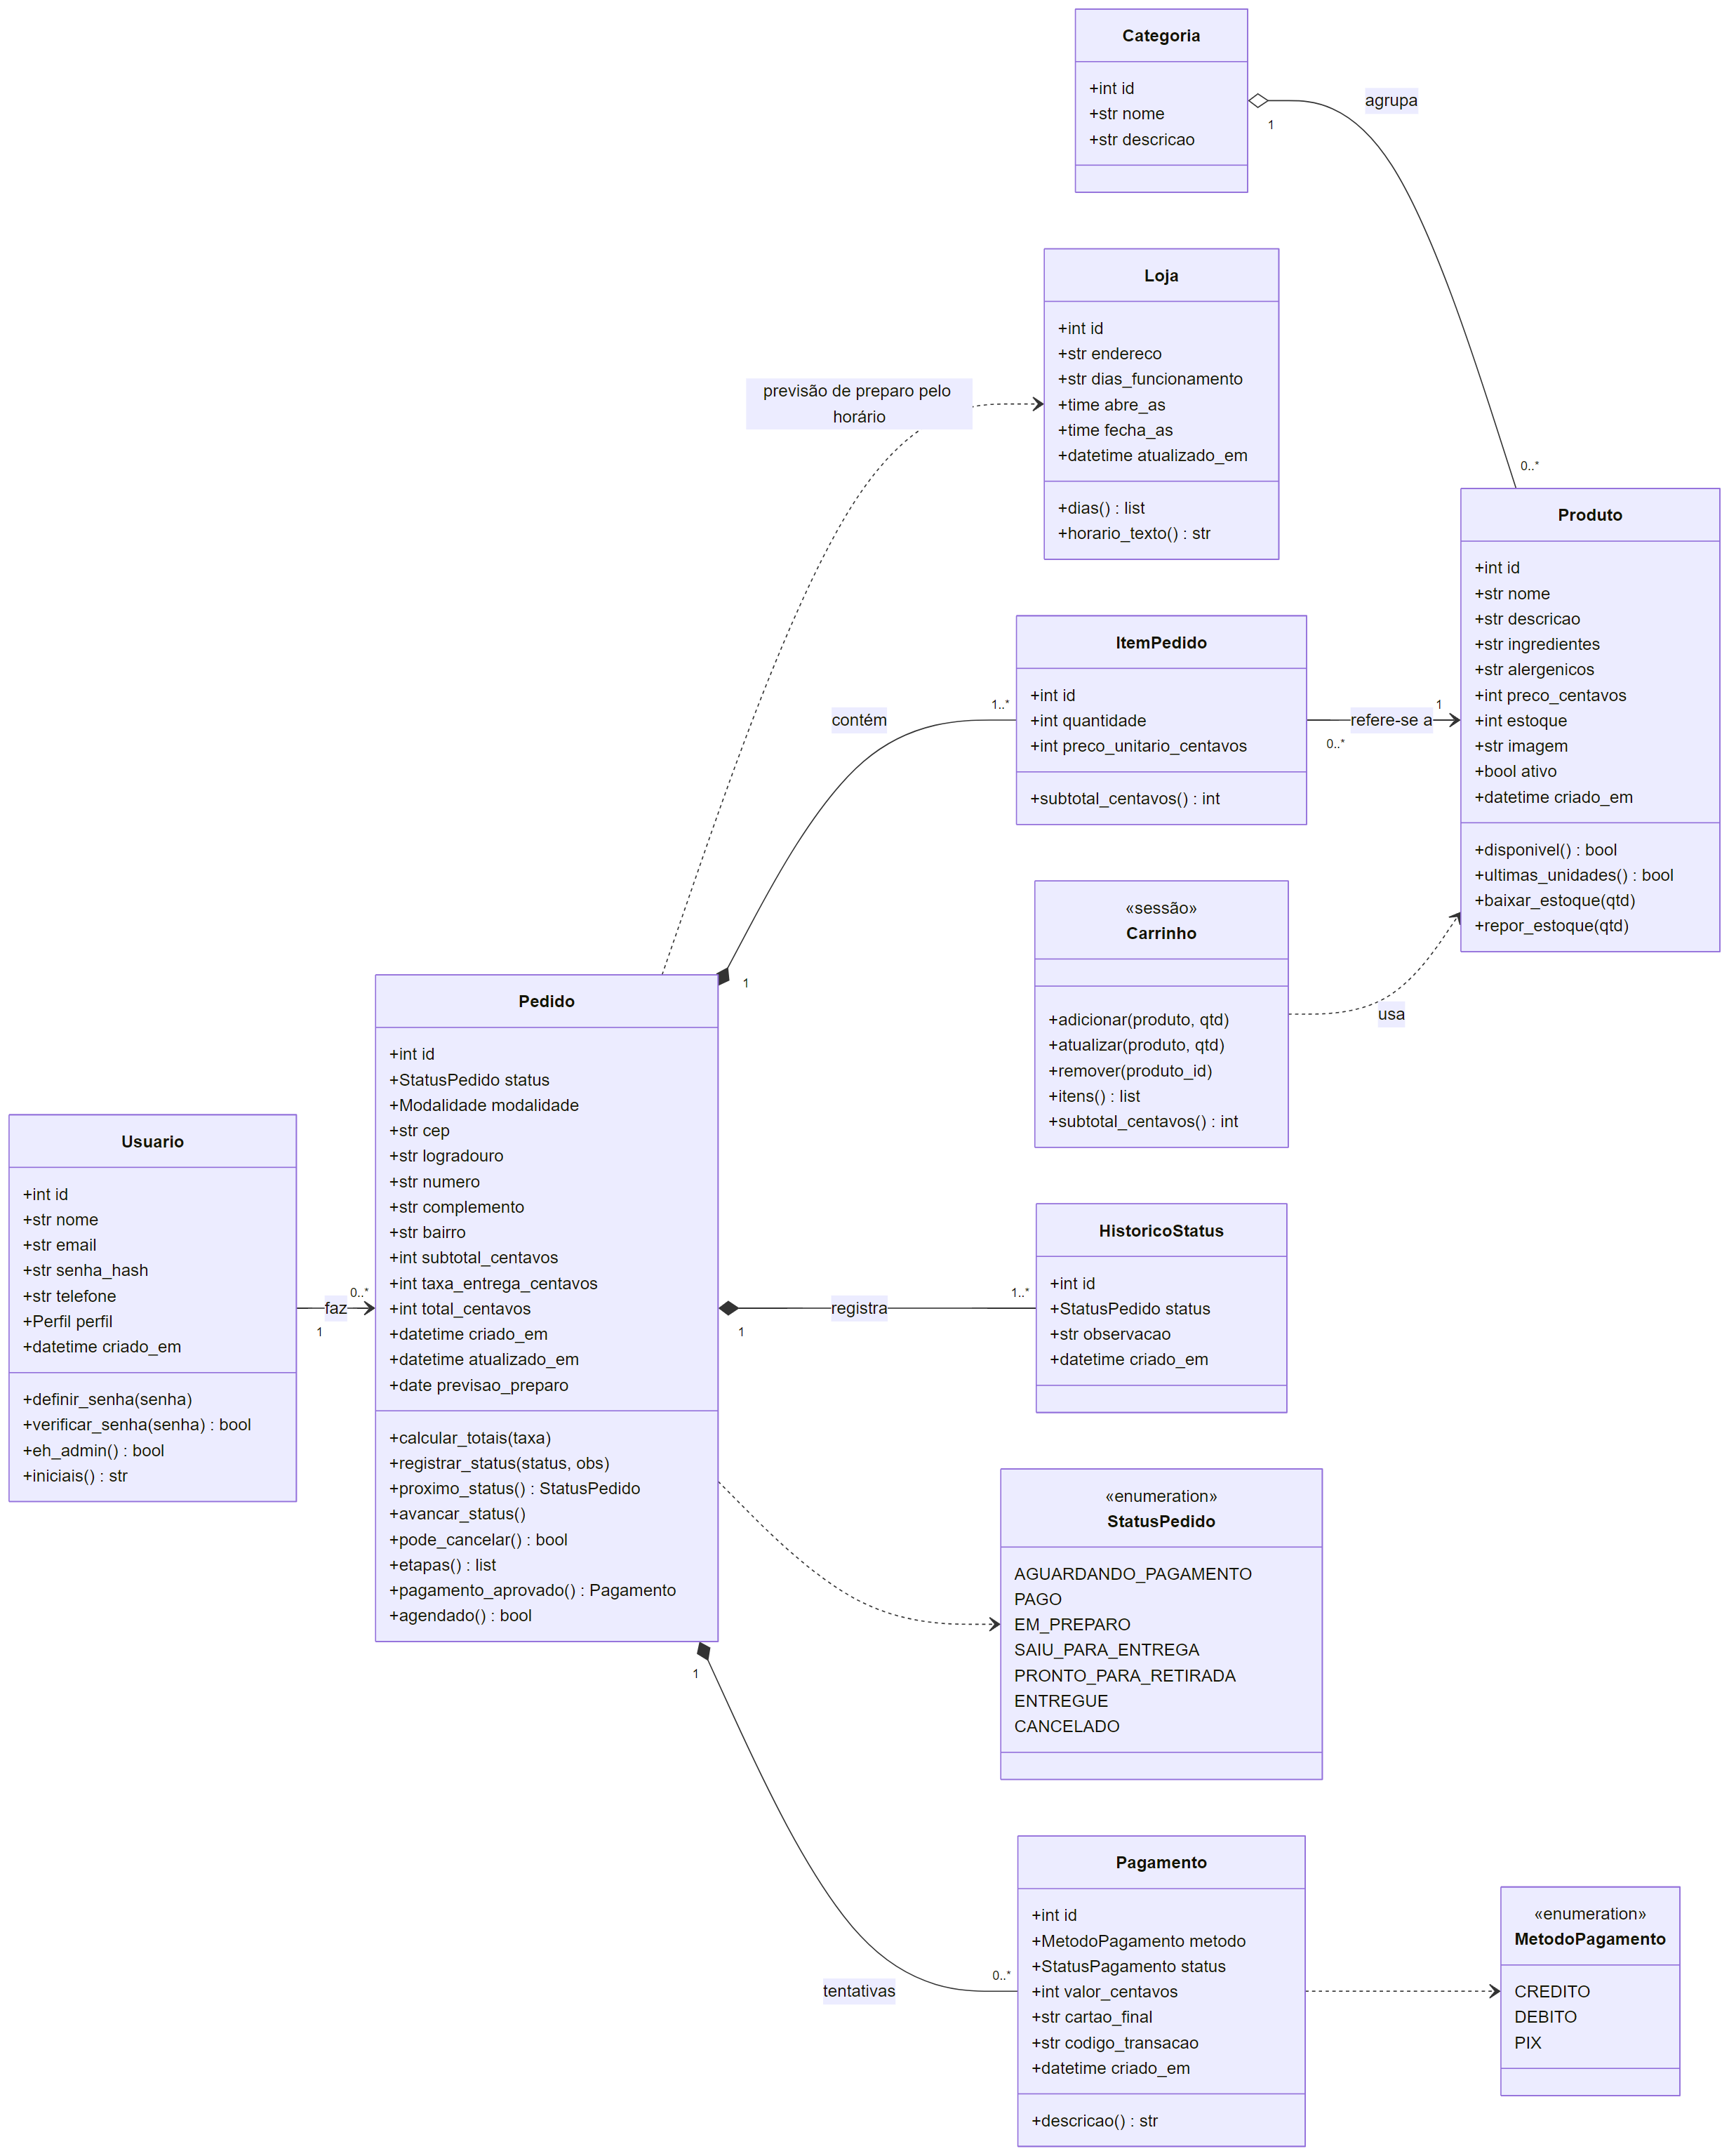 Categoria
+int id
+str nome
+str descricao
1
agrupa
0..*
Loja
+int id
+str endereco
+str dias_funcionamento
+time abre_as
+time fecha_as
+datetime atualizado_em
+dias() : list
+horario_texto() : str
previsão de preparo pelo
horário
Produto
+int id
+str nome
+str descricao
+str ingredientes
+str alergenicos
+int preco_centavos
+int estoque
+str imagem
+bool ativo
+datetime criado_em
+disponivel() : bool
+ultimas_unidades() : bool
+baixar_estoque(qtd)
+repor_estoque(qtd)
ItemPedido
+int id
+int quantidade
+int preco_unitario_centavos
+subtotal_centavos() : int
1..*
contém
1
0..*
refere-se a
1
«sessão»
Carrinho
+adicionar(produto, qtd)
+atualizar(produto, qtd)
+remover(produto_id)
+itens() : list
+subtotal_centavos() : int
usa
Pedido
+int id
+StatusPedido status
+Modalidade modalidade
+str cep
+str logradouro
+str numero
+str complemento
+str bairro
+int subtotal_centavos
+int taxa_entrega_centavos
+int total_centavos
+datetime criado_em
+datetime atualizado_em
+date previsao_preparo
+calcular_totais(taxa)
+registrar_status(status, obs)
+proximo_status() : StatusPedido
+avancar_status()
+pode_cancelar() : bool
+etapas() : list
+pagamento_aprovado() : Pagamento
+agendado() : bool
Usuario
+int id
+str nome
+str email
+str senha_hash
+str telefone
+Perfil perfil
+datetime criado_em
+definir_senha(senha)
+verificar_senha(senha) : bool
+eh_admin() : bool
+iniciais() : str
1
faz
0..*
HistoricoStatus
+int id
+StatusPedido status
+str observacao
+datetime criado_em
1
registra
1..*
«enumeration»
StatusPedido
AGUARDANDO_PAGAMENTO
PAGO
EM_PREPARO
SAIU_PARA_ENTREGA
PRONTO_PARA_RETIRADA
ENTREGUE
CANCELADO
1
tentativas
0..*
Pagamento
+int id
+MetodoPagamento metodo
+StatusPagamento status
+int valor_centavos
+str cartao_final
+str codigo_transacao
+datetime criado_em
+descricao() : str
«enumeration»
MetodoPagamento
CREDITO
DEBITO
PIX